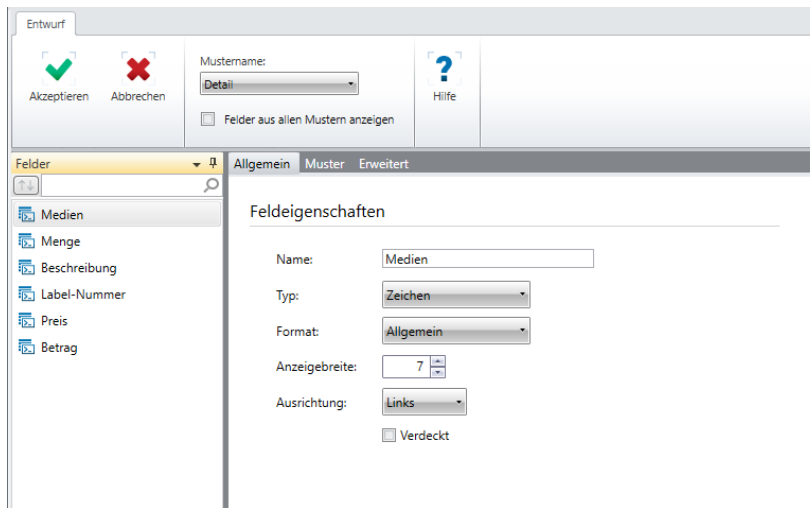 Entwurf
Akzeptieren
Abbrechen
Mustername:
Detail
Felder aus allen Mustern anzeigen
?
Hilfe
Felder
Medien
Menge
Beschreibung
Label-Nummer
Preis
Betrag
Allgemein Muster Erweitert
Feldeigenschaften
Name: Medien
Typ: Zeichen
Format: Allgemein
Anzeigebreite: 7
Ausrichtung: Links
Verdeckt